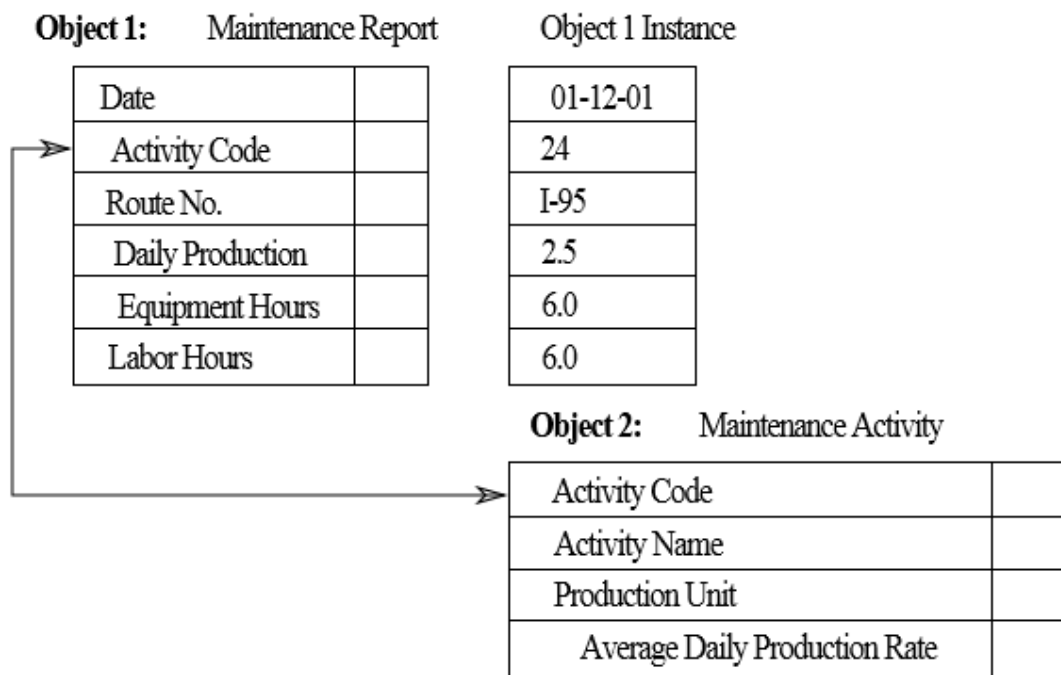 Object 1: Maintenance Report Object 1 Instance
Date 01-12-01
Activity Code 24
Route No. I-95
Daily Production 2.5
Equipment Hours 6.0
Labor Hours 6.0
Object 2: Maintenance Activity
Activity Code
Activity Name
Production Unit
Average Daily Production Rate